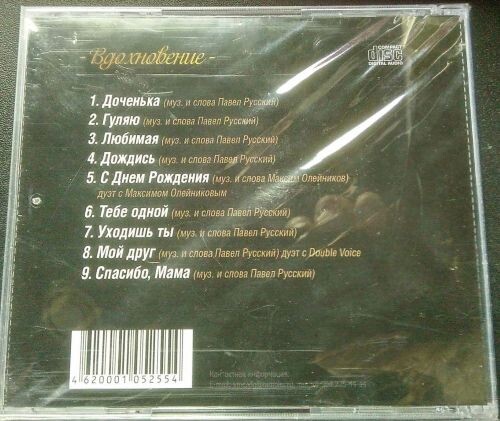 - Вдохновение -
COMPACT
disc
DIGITAL AUDIO
1. Доченька (муз. и слова Павел Русский)
2. Гуляю (муз. и слова Павел Русский)
3. Любимая (муз. и слова Павел Русский)
4. Дождись (муз. и слова Павел Русский)
5. С Днем Рождения (муз. и слова Максим Олейников)
дуэт с Максимом Олейниковым
6. Тебе одной (муз. и слова Павел Русский)
7. Уходишь ты (муз. и слова Павел Русский)
8. Мой друг (муз. и слова Павел Русский) дуэт с Double Voice
9. Спасибо, Мама (муз. и слова Павел Русский)
4 620001 052554
Контактная информация: